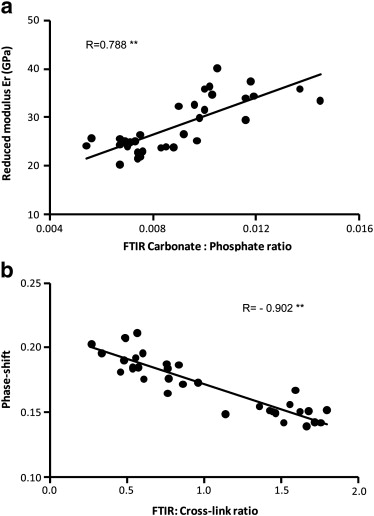 a
R=0.788 **
Reduced modulus Er (GPa)
50
40
30
20
10
0.004
0.008
0.012
0.016
FTIR Carbonate : Phosphate ratio
b
R= - 0.902 **
Phase-shift
0.25
0.20
0.15
0.10
0.0
0.5
1.0
1.5
2.0
FTIR: Cross-link ratio